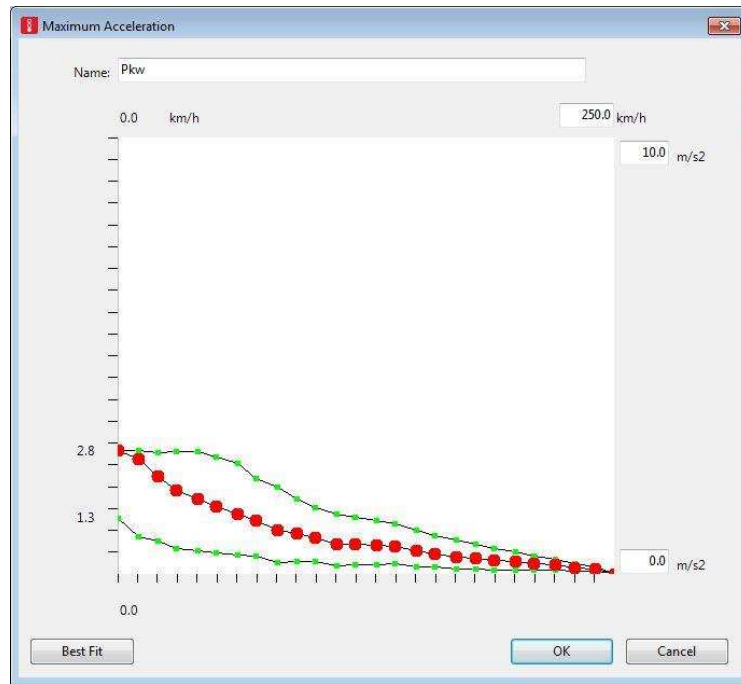 Maximum Acceleration
Name: Pkw
0.0 km/h 250.0 km/h
10.0 m/s2
2.8
1.3
0.0 m/s2
0.0
Best Fit OK Cancel